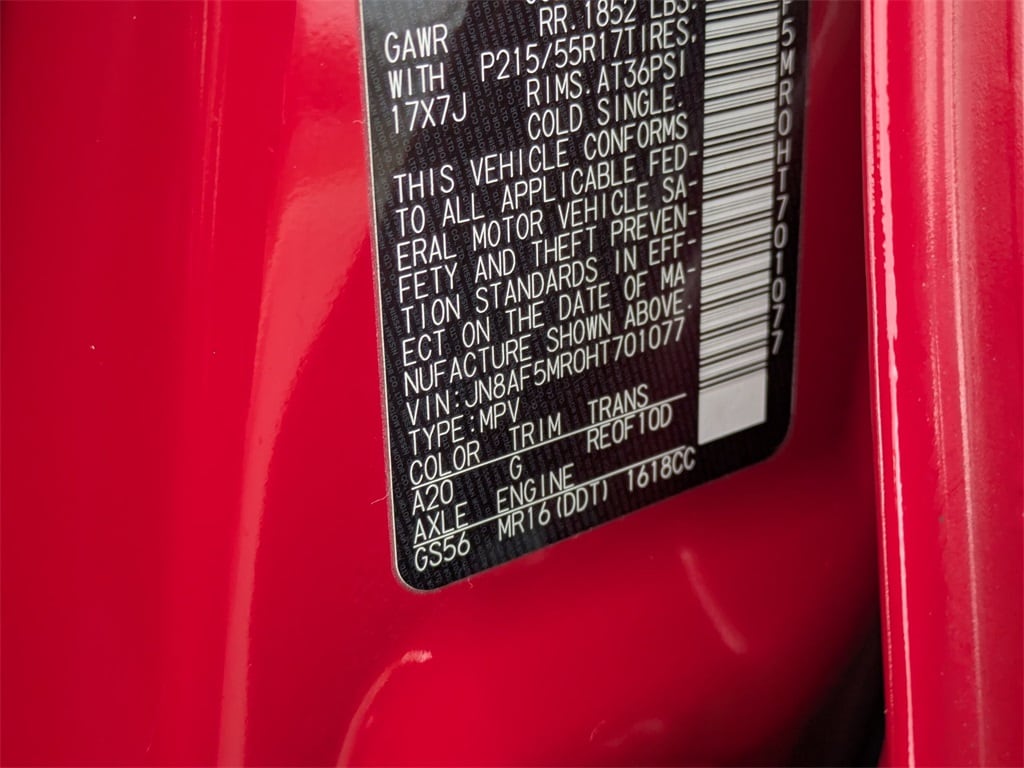 GAWR RR. 1852 LBS.
WITH P215/55R17TIRES,
17X7J RIMS. AT36PSI
COLD SINGLE.
THIS VEHICLE CONFORMS
TO ALL APPLICABLE FED-
ERAL MOTOR VEHICLE SA-
FETY AND THEFT PREVEN-
TION STANDARDS IN EFF-
ECT ON THE DATE OF MA-
NUFACTURE SHOWN ABOVE.
VIN:JN8AF5MR0HT701077
TYPE:MPV
COLOR TRIM TRANS
A20 G RE0F10D
AXLE ENGINE
GS56 MR16(DDT) 1618CC
F5MR0HT701077